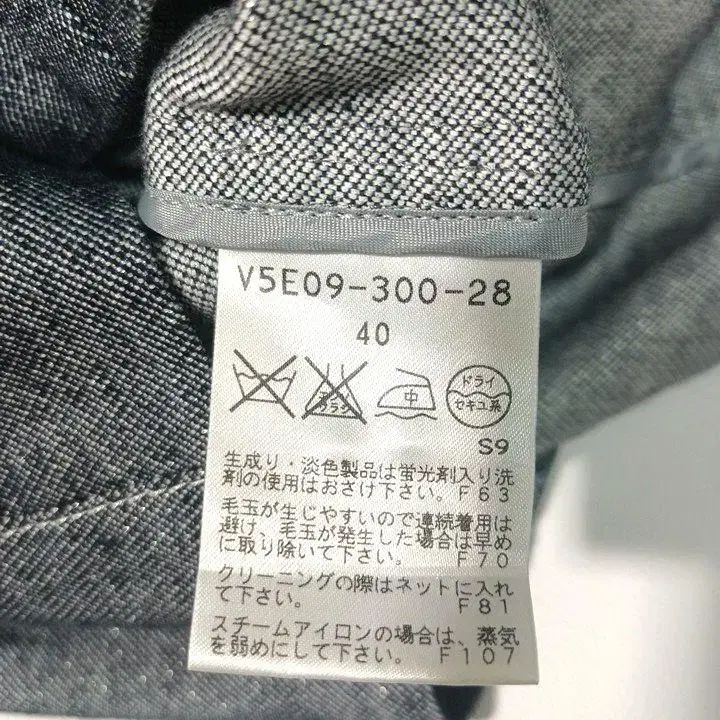 V5E09-300-28
40
エンソ
サラシ
中
ドライ
セキユ系
S9
生成り・淡色製品は蛍光剤入り洗
剤の使用はおさけ下さい。F63
毛玉が生じやすいので連続着用は
避け、毛玉が発生した場合は早め
に取り除いて下さい。 F70
クリーニングの際はネットに入れ
て下さい。 F81
スチームアイロンの場合は、蒸気
を弱めにして下さい。 F107